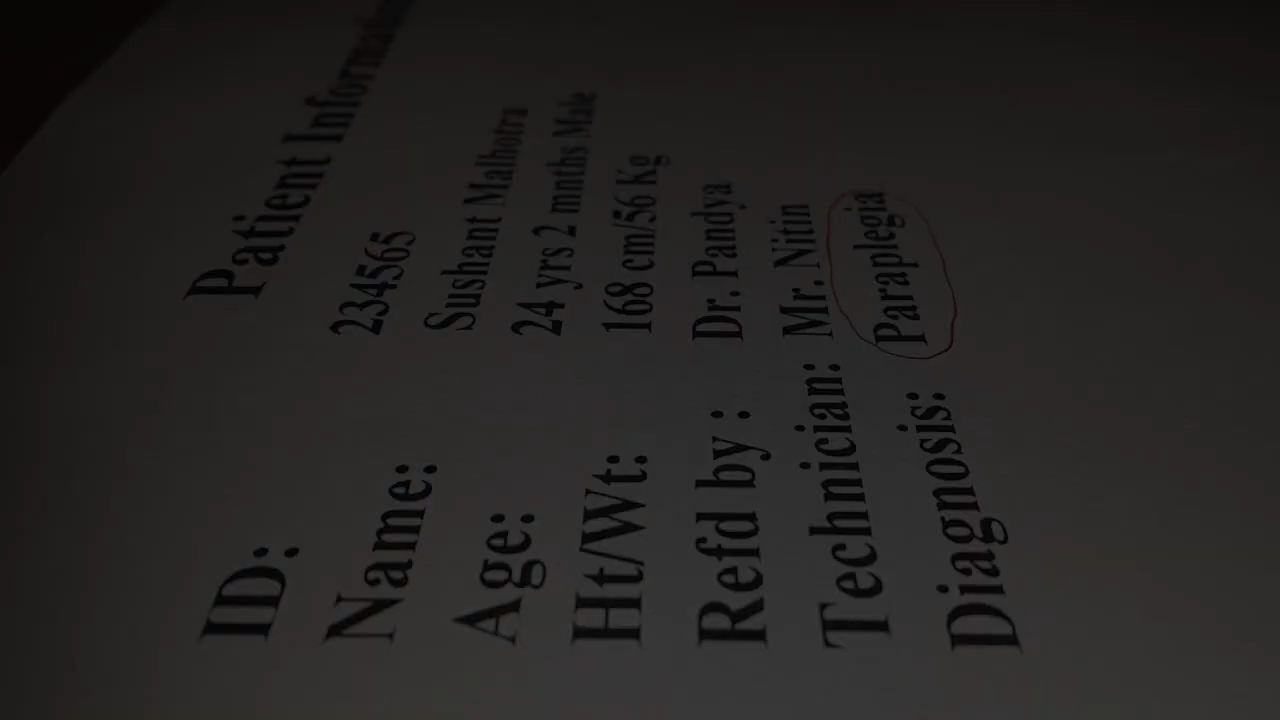 Patient Information
ID: 234565
Name: Sushant Malhotra
Age: 24 yrs 2 mnths Male
Ht/Wt: 168 cm/56 Kg
Refd by : Dr. Pandya
Technician: Mr. Nitin
Diagnosis: Paraplegia